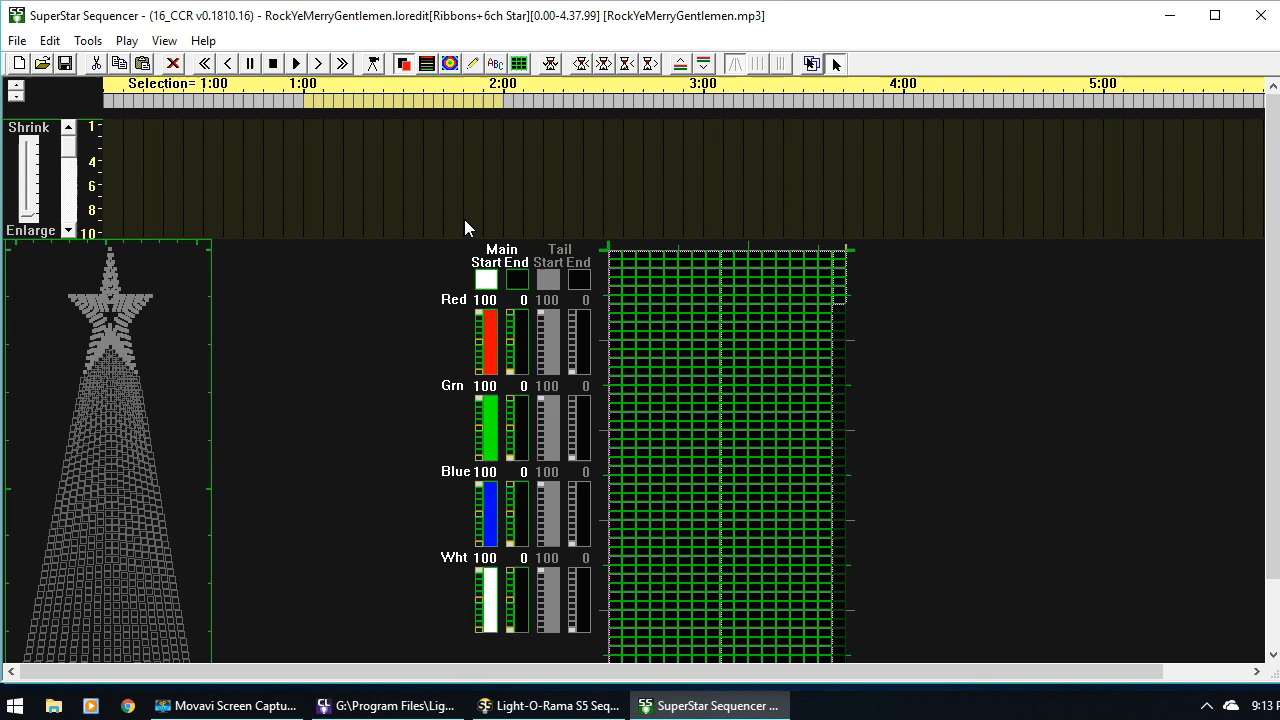 SuperStar Sequencer - (16_CCR v0.1810.16) - RockYeMerryGentlemen.loredit[Ribbons+6ch Star][0.00-4.37.99] [RockYeMerryGentlemen.mp3]
File Edit Tools Play View Help
ABC
Selection= 1:00 1:00 2:00 3:00 4:00 5:00
Shrink
1
4
6
8
10
Enlarge
Main Tail
Start End Start End
Red 100 0 100 0
Grn 100 0 100 0
Blue 100 0 100 0
Wht 100 0 100 0
Movavi Screen Captu... G:\Program Files\Lig... Light-O-Rama S5 Seq... SuperStar Sequencer ... 9:13 P